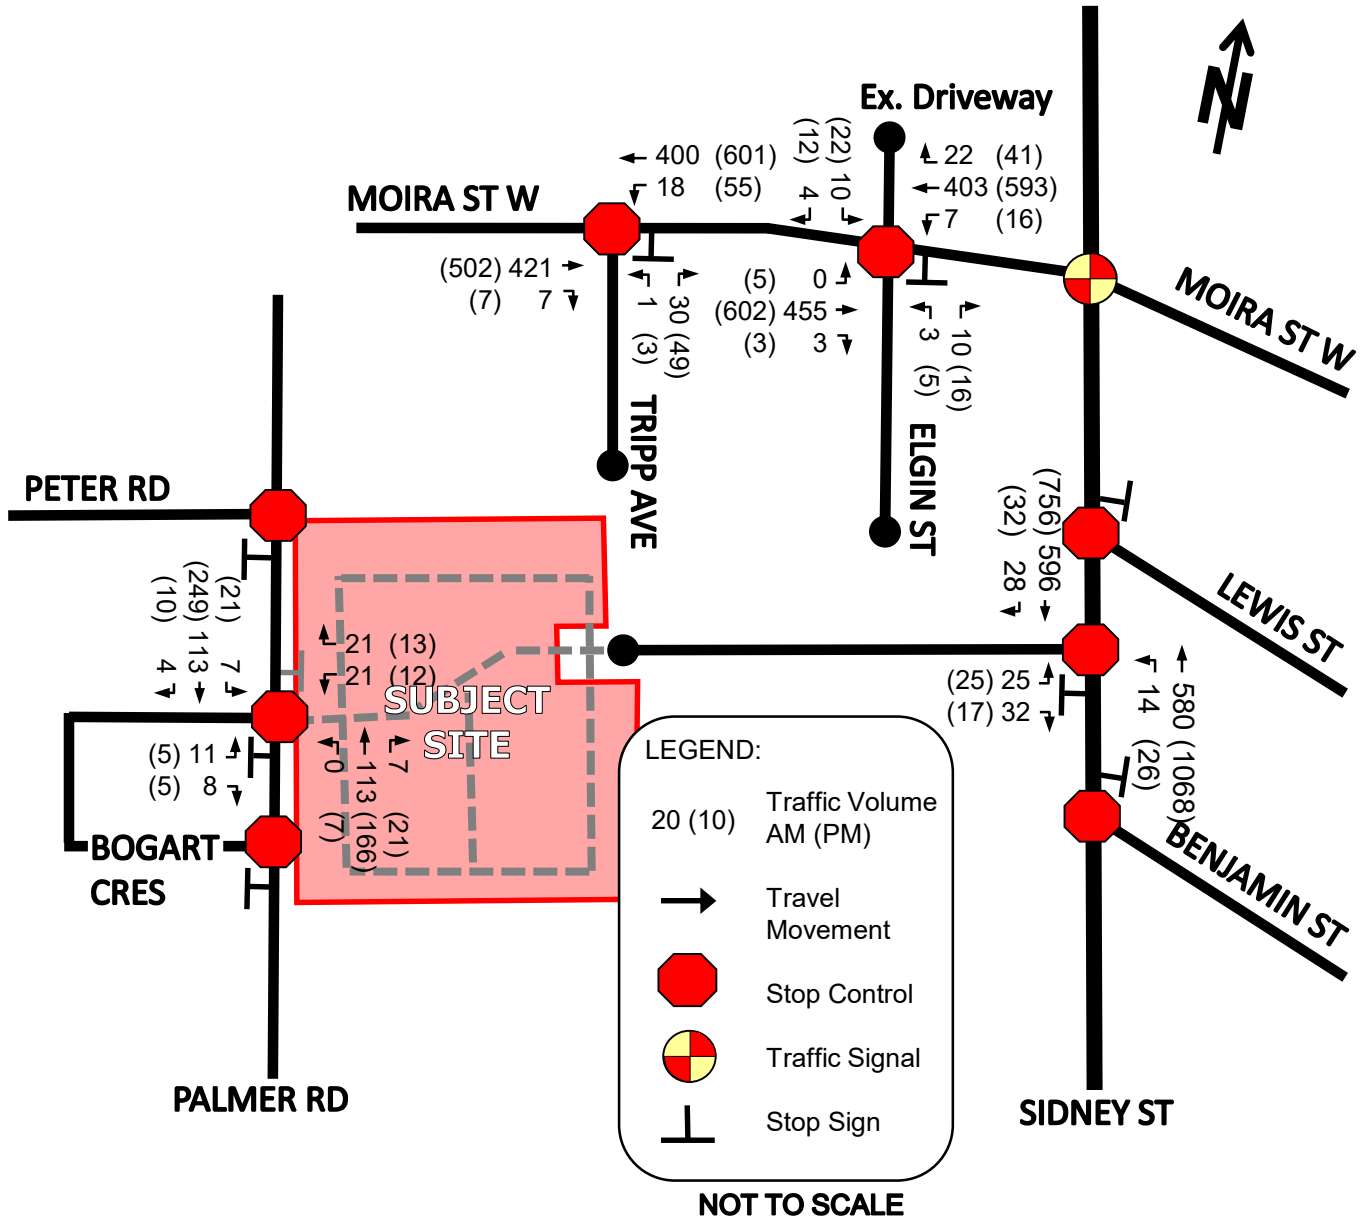 Ex. Driveway
N
(22) 10
(12) 4
22 (41)
403 (593)
7 (16)
400 (601)
18 (55)
MOIRA ST W
(502) 421
(7) 7
1 (3)
30 (49)
(5) 0
(602) 455
(3) 3
3 (5)
10 (16)
MOIRA ST W
TRIPP AVE
ELGIN ST
PETER RD
(756) 596
(32) 28
LEWIS ST
(21) 7
(249) 113
(10) 4
21 (13)
21 (12)
SUBJECT
SITE
(25) 25
(17) 32
14 (26)
580 (1068)
(5) 11
(5) 8
0 (7)
113 (166)
7 (21)
BOGART
CRES
BENJAMIN ST
PALMER RD
SIDNEY ST
LEGEND:
20 (10)
Traffic Volume
AM (PM)
Travel
Movement
Stop Control
Traffic Signal
Stop Sign
NOT TO SCALE